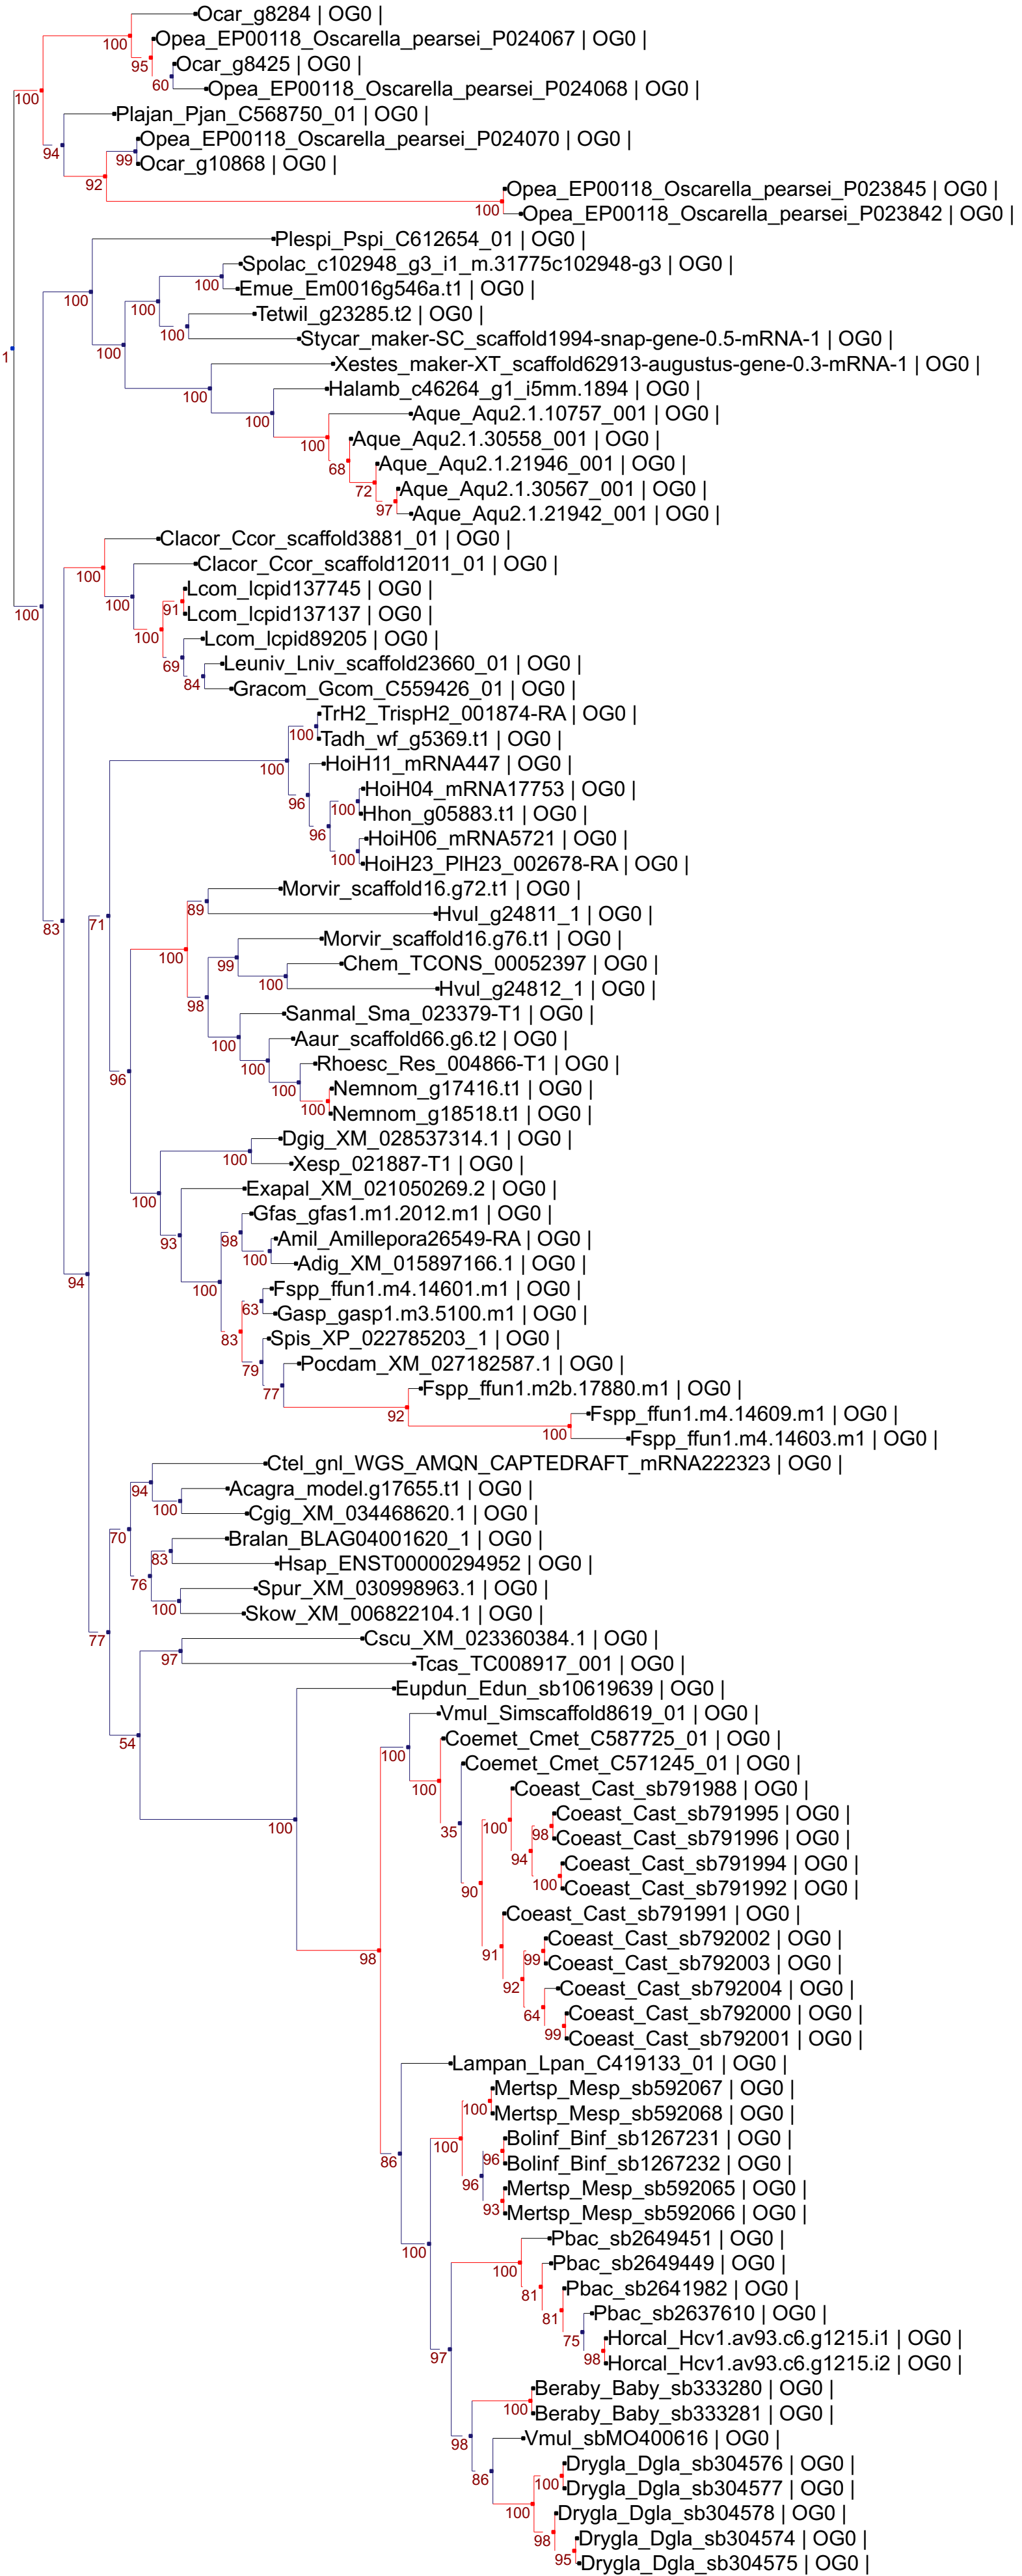 Ocar_g8284 | OG0 |
100
Opea_EP00118_Oscarella_pearsei_P024067 | OG0 |
95
Ocar_g8425 | OG0 |
60
Opea_EP00118_Oscarella_pearsei_P024068 | OG0 |
100
Plajan_Pjan_C568750_01 | OG0 |
94
Opea_EP00118_Oscarella_pearsei_P024070 | OG0 |
99
Ocar_g10868 | OG0 |
92
Opea_EP00118_Oscarella_pearsei_P023845 | OG0 |
100
Opea_EP00118_Oscarella_pearsei_P023842 | OG0 |
Plespi_Pspi_C612654_01 | OG0 |
Spolac_c102948_g3_i1_m.31775c102948-g3 | OG0 |
100
Emue_Em0016g546a.t1 | OG0 |
100
100
Tetwil_g23285.t2 | OG0 |
100
Stycar_maker-SC_scaffold1994-snap-gene-0.5-mRNA-1 | OG0 |
100
1
Xestes_maker-XT_scaffold62913-augustus-gene-0.3-mRNA-1 | OG0 |
100
Halamb_c46264_g1_i5mm.1894 | OG0 |
100
Aque_Aqu2.1.10757_001 | OG0 |
100
Aque_Aqu2.1.30558_001 | OG0 |
68
Aque_Aqu2.1.21946_001 | OG0 |
72
Aque_Aqu2.1.30567_001 | OG0 |
97
Aque_Aqu2.1.21942_001 | OG0 |
Clacor_Ccor_scaffold3881_01 | OG0 |
100
Clacor_Ccor_scaffold12011_01 | OG0 |
Lcom_lcpid137745 | OG0 |
100
91
100
Lcom_lcpid137137 | OG0 |
100
Lcom_lcpid89205 | OG0 |
69
Leuniv_Lniv_scaffold23660_01 | OG0 |
84
Gracom_Gcom_C559426_01 | OG0 |
TrH2_TrispH2_001874-RA | OG0 |
100
Tadh_wf_g5369.t1 | OG0 |
100
HoiH11_mRNA447 | OG0 |
HoiH04_mRNA17753 | OG0 |
96
100
Hhon_g05883.t1 | OG0 |
96
HoiH06_mRNA5721 | OG0 |
100
HoiH23_PlH23_002678-RA | OG0 |
Morvir_scaffold16.g72.t1 | OG0 |
89
Hvul_g24811_1 | OG0 |
83
71
Morvir_scaffold16.g76.t1 | OG0 |
100
99
Chem_TCONS_00052397 | OG0 |
100
Hvul_g24812_1 | OG0 |
98
Sanmal_Sma_023379-T1 | OG0 |
100
Aaur_scaffold66.g6.t2 | OG0 |
100
Rhoesc_Res_004866-T1 | OG0 |
96
100
Nemnom_g17416.t1 | OG0 |
100
Nemnom_g18518.t1 | OG0 |
Dgig_XM_028537314.1 | OG0 |
100
Xesp_021887-T1 | OG0 |
Exapal_XM_021050269.2 | OG0 |
100
Gfas_gfas1.m1.2012.m1 | OG0 |
93
98
Amil_Amillepora26549-RA | OG0 |
100
Adig_XM_015897166.1 | OG0 |
94
100
Fspp_ffun1.m4.14601.m1 | OG0 |
63
Gasp_gasp1.m3.5100.m1 | OG0 |
83
Spis_XP_022785203_1 | OG0 |
79
Pocdam_XM_027182587.1 | OG0 |
77
Fspp_ffun1.m2b.17880.m1 | OG0 |
92
Fspp_ffun1.m4.14609.m1 | OG0 |
100
Fspp_ffun1.m4.14603.m1 | OG0 |
Ctel_gnl_WGS_AMQN_CAPTEDRAFT_mRNA222323 | OG0 |
94
Acagra_model.g17655.t1 | OG0 |
100
Cgig_XM_034468620.1 | OG0 |
70
Bralan_BLAG04001620_1 | OG0 |
83
Hsap_ENST00000294952 | OG0 |
76
Spur_XM_030998963.1 | OG0 |
100
Skow_XM_006822104.1 | OG0 |
77
Cscu_XM_023360384.1 | OG0 |
97
Tcas_TC008917_001 | OG0 |
Eupdun_Edun_sb10619639 | OG0 |
Vmul_Simscaffold8619_01 | OG0 |
54
Coemet_Cmet_C587725_01 | OG0 |
100
Coemet_Cmet_C571245_01 | OG0 |
100
Coeast_Cast_sb791988 | OG0 |
100
Coeast_Cast_sb791995 | OG0 |
100
35
98
Coeast_Cast_sb791996 | OG0 |
94
Coeast_Cast_sb791994 | OG0 |
100
Coeast_Cast_sb791992 | OG0 |
90
Coeast_Cast_sb791991 | OG0 |
Coeast_Cast_sb792002 | OG0 |
98
91
99
Coeast_Cast_sb792003 | OG0 |
92
Coeast_Cast_sb792004 | OG0 |
64
Coeast_Cast_sb792000 | OG0 |
99
Coeast_Cast_sb792001 | OG0 |
Lampan_Lpan_C419133_01 | OG0 |
Mertsp_Mesp_sb592067 | OG0 |
100
Mertsp_Mesp_sb592068 | OG0 |
Bolinf_Binf_sb1267231 | OG0 |
100
96
Bolinf_Binf_sb1267232 | OG0 |
86
96
Mertsp_Mesp_sb592065 | OG0 |
93
Mertsp_Mesp_sb592066 | OG0 |
Pbac_sb2649451 | OG0 |
100
Pbac_sb2649449 | OG0 |
100
81
Pbac_sb2641982 | OG0 |
81
Pbac_sb2637610 | OG0 |
75
Horcal_Hcv1.av93.c6.g1215.i1 | OG0 |
97
98
Horcal_Hcv1.av93.c6.g1215.i2 | OG0 |
Beraby_Baby_sb333280 | OG0 |
100
Beraby_Baby_sb333281 | OG0 |
98
Vmul_sbMO400616 | OG0 |
Drygla_Dgla_sb304576 | OG0 |
86
100
Drygla_Dgla_sb304577 | OG0 |
100
Drygla_Dgla_sb304578 | OG0 |
98
Drygla_Dgla_sb304574 | OG0 |
95
Drygla_Dgla_sb304575 | OG0 |